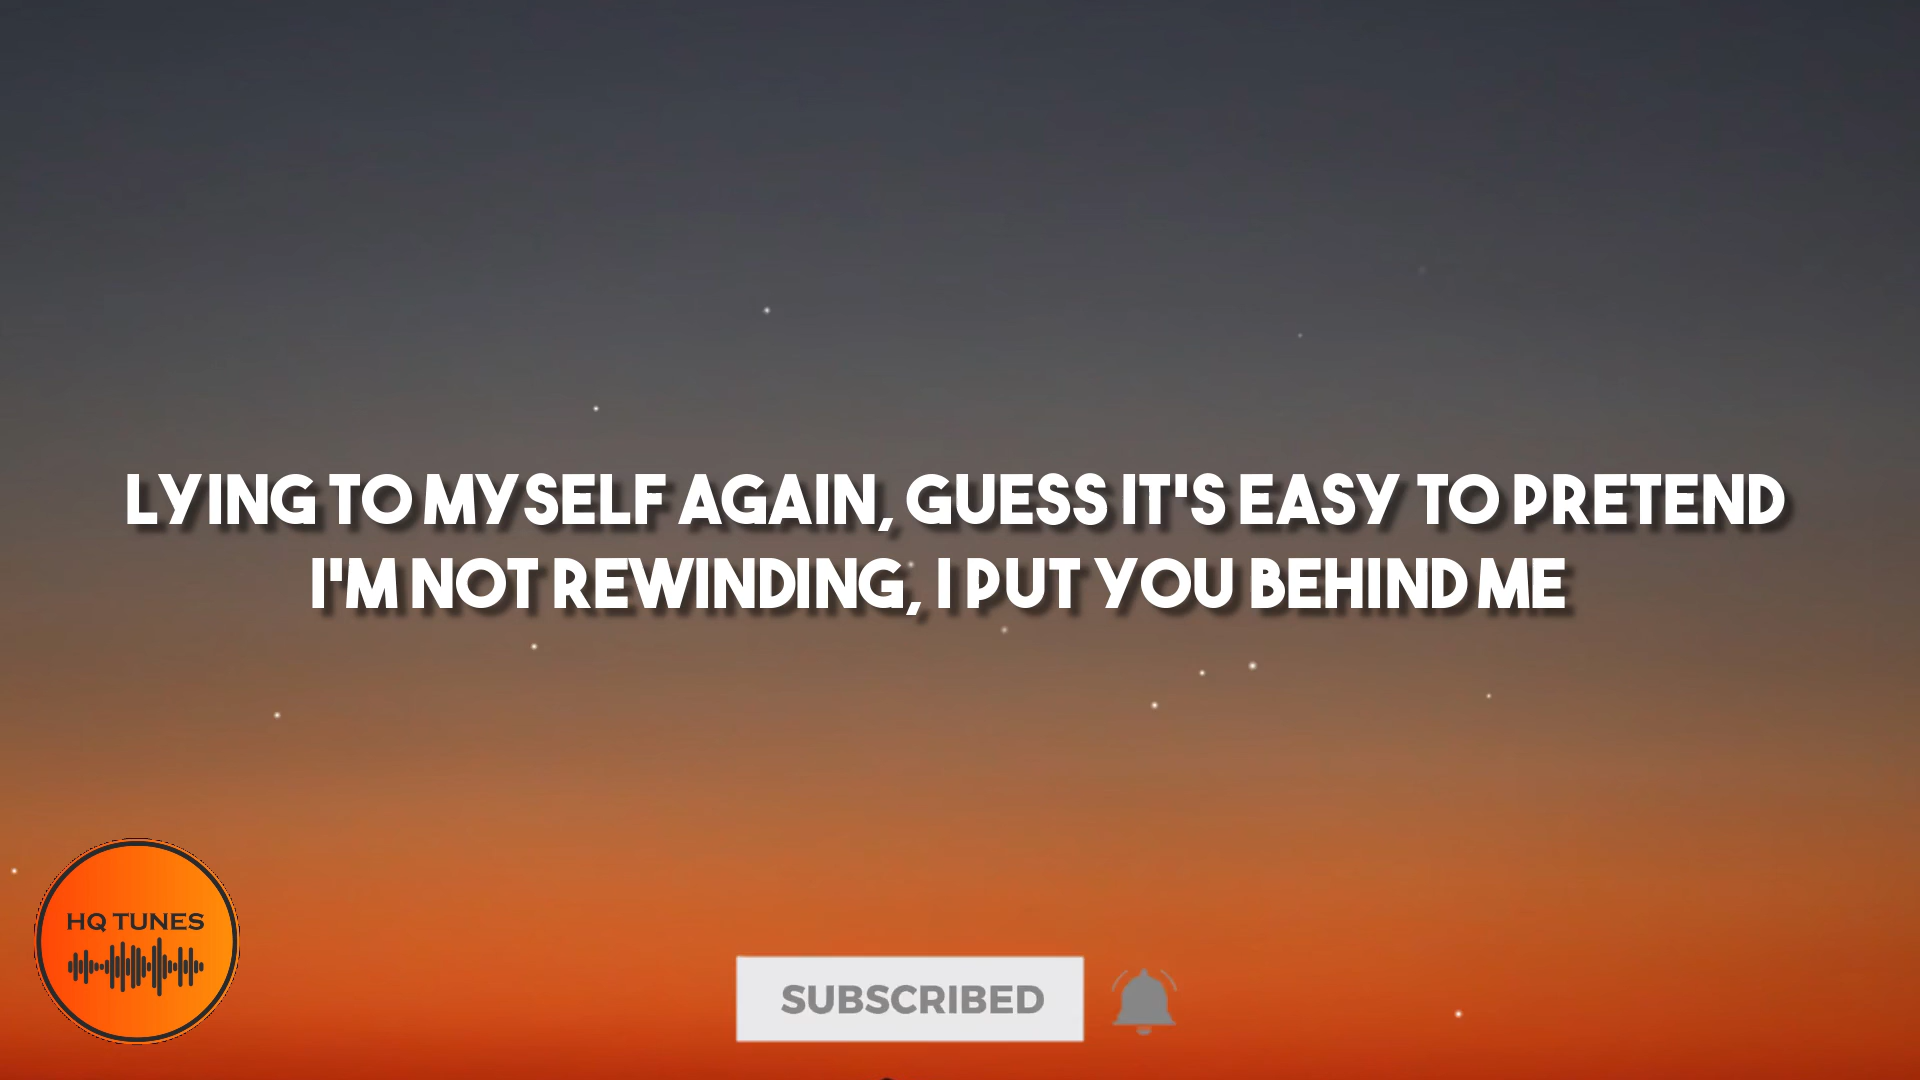 LYING TO MYSELF AGAIN, GUESS IT'S EASY TO PRETEND
I'M NOT REWINDING, I PUT YOU BEHIND ME
HQ TUNES
SUBSCRIBED